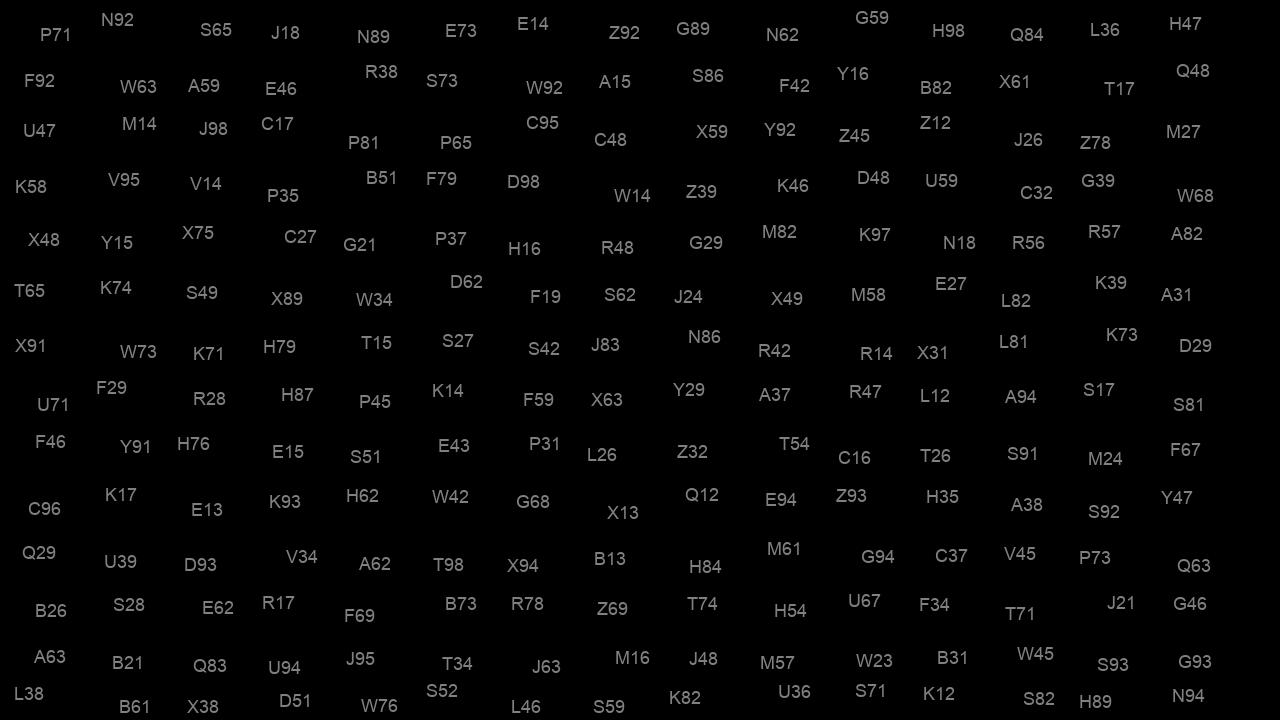 P71 N92 S65 J18 N89 E73 E14 Z92 G89 N62 G59 H98 Q84 L36 H47
F92 W63 A59 E46 R38 S73 W92 A15 S86 F42 Y16 B82 X61 T17 Q48
U47 M14 J98 C17 P81 P65 C95 C48 X59 Y92 Z45 Z12 J26 Z78 M27
K58 V95 V14 P35 B51 F79 D98 W14 Z39 K46 D48 U59 C32 G39 W68
X48 Y15 X75 C27 G21 P37 H16 R48 G29 M82 K97 N18 R56 R57 A82
T65 K74 S49 X89 W34 D62 F19 S62 J24 X49 M58 E27 L82 K39 A31
X91 W73 K71 H79 T15 S27 S42 J83 N86 R42 R14 X31 L81 K73 D29
U71 F29 R28 H87 P45 K14 F59 X63 Y29 A37 R47 L12 A94 S17 S81
F46 Y91 H76 E15 S51 E43 P31 L26 Z32 T54 C16 T26 S91 M24 F67
C96 K17 E13 K93 H62 W42 G68 X13 Q12 E94 Z93 H35 A38 S92 Y47
Q29 U39 D93 V34 A62 T98 X94 B13 H84 M61 G94 C37 V45 P73 Q63
B26 S28 E62 R17 F69 B73 R78 Z69 T74 H54 U67 F34 T71 J21 G46
A63 B21 Q83 U94 J95 T34 J63 M16 J48 M57 W23 B31 W45 S93 G93
L38 B61 X38 D51 W76 S52 L46 S59 K82 U36 S71 K12 S82 H89 N94